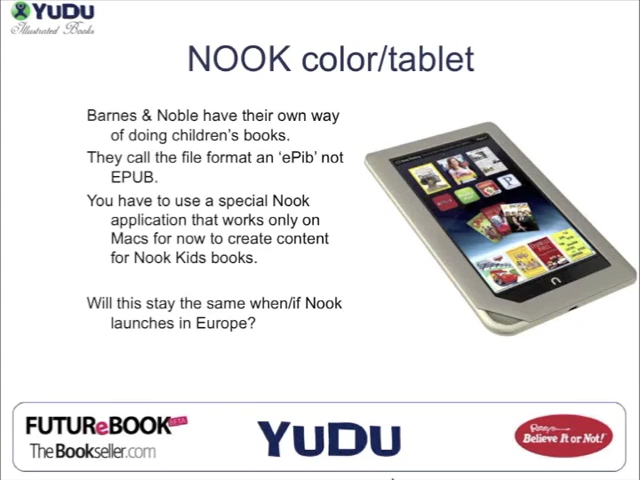 YUDU
Illustrated Books
NOOK color/tablet
Barnes & Noble have their own way
of doing children's books.
They call the file format an ‘ePib’ not
EPUB.
You have to use a special Nook
application that works only on
Macs for now to create content
for Nook Kids books.
Will this stay the same when/if Nook
launches in Europe?
FUTUReBOOK BETA
TheBookseller.com
YUDU
Ripley's
Believe It or Not!